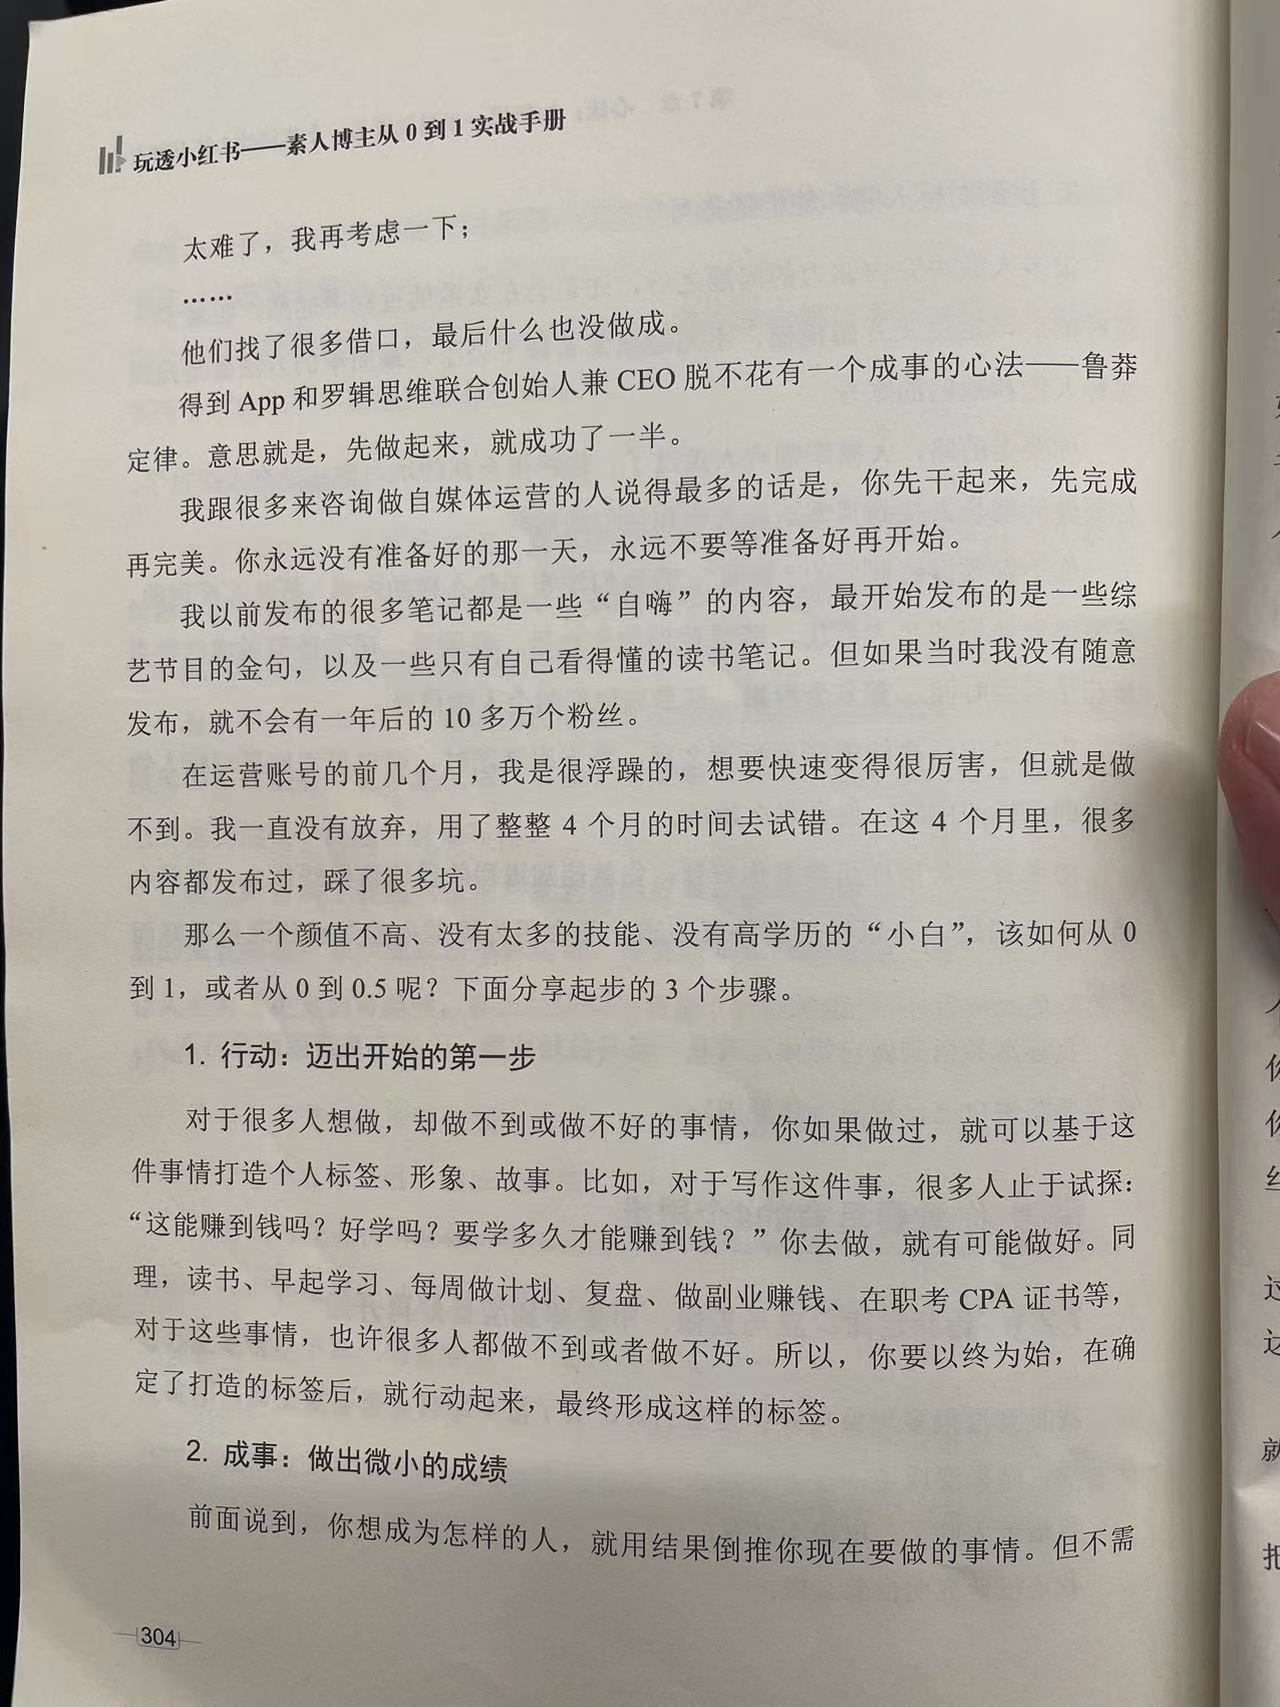 玩透小红书——素人博主从 0 到 1 实战手册
太难了，我再考虑一下；
……
他们找了很多借口，最后什么也没做成。
得到 App 和罗辑思维联合创始人兼 CEO 脱不花有一个成事的心法——鲁莽
定律。意思就是，先做起来，就成功了一半。
我跟很多来咨询做自媒体运营的人说得最多的话是，你先干起来，先完成
再完美。你永远没有准备好的那一天，永远不要等准备好再开始。
我以前发布的很多笔记都是一些“自嗨”的内容，最开始发布的是一些综
艺节目的金句，以及一些只有自己看得懂的读书笔记。但如果当时我没有随意
发布，就不会有一年后的 10 多万个粉丝。
在运营账号的前几个月，我是很浮躁的，想要快速变得很厉害，但就是做
不到。我一直没有放弃，用了整整 4 个月的时间去试错。在这 4 个月里，很多
内容都发布过，踩了很多坑。
那么一个颜值不高、没有太多的技能、没有高学历的“小白”，该如何从 0
到 1，或者从 0 到 0.5 呢？下面分享起步的 3 个步骤。
1. 行动：迈出开始的第一步
对于很多人想做，却做不到或做不好的事情，你如果做过，就可以基于这
件事情打造个人标签、形象、故事。比如，对于写作这件事，很多人止于试探：
“这能赚到钱吗？好学吗？要学多久才能赚到钱？”你去做，就有可能做好。同
理，读书、早起学习、每周做计划、复盘、做副业赚钱、在职考 CPA 证书等，
对于这些事情，也许很多人都做不到或者做不好。所以，你要以终为始，在确
定了打造的标签后，就行动起来，最终形成这样的标签。
2. 成事：做出微小的成绩
前面说到，你想成为怎样的人，就用结果倒推你现在要做的事情。但不需
304